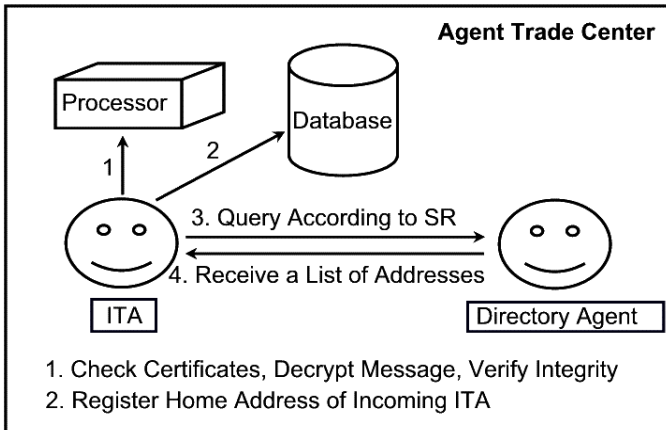 Agent Trade Center
Processor
Database
1
2
3. Query According to SR
4. Receive a List of Addresses
ITA
Directory Agent
1. Check Certificates, Decrypt Message, Verify Integrity
2. Register Home Address of Incoming ITA